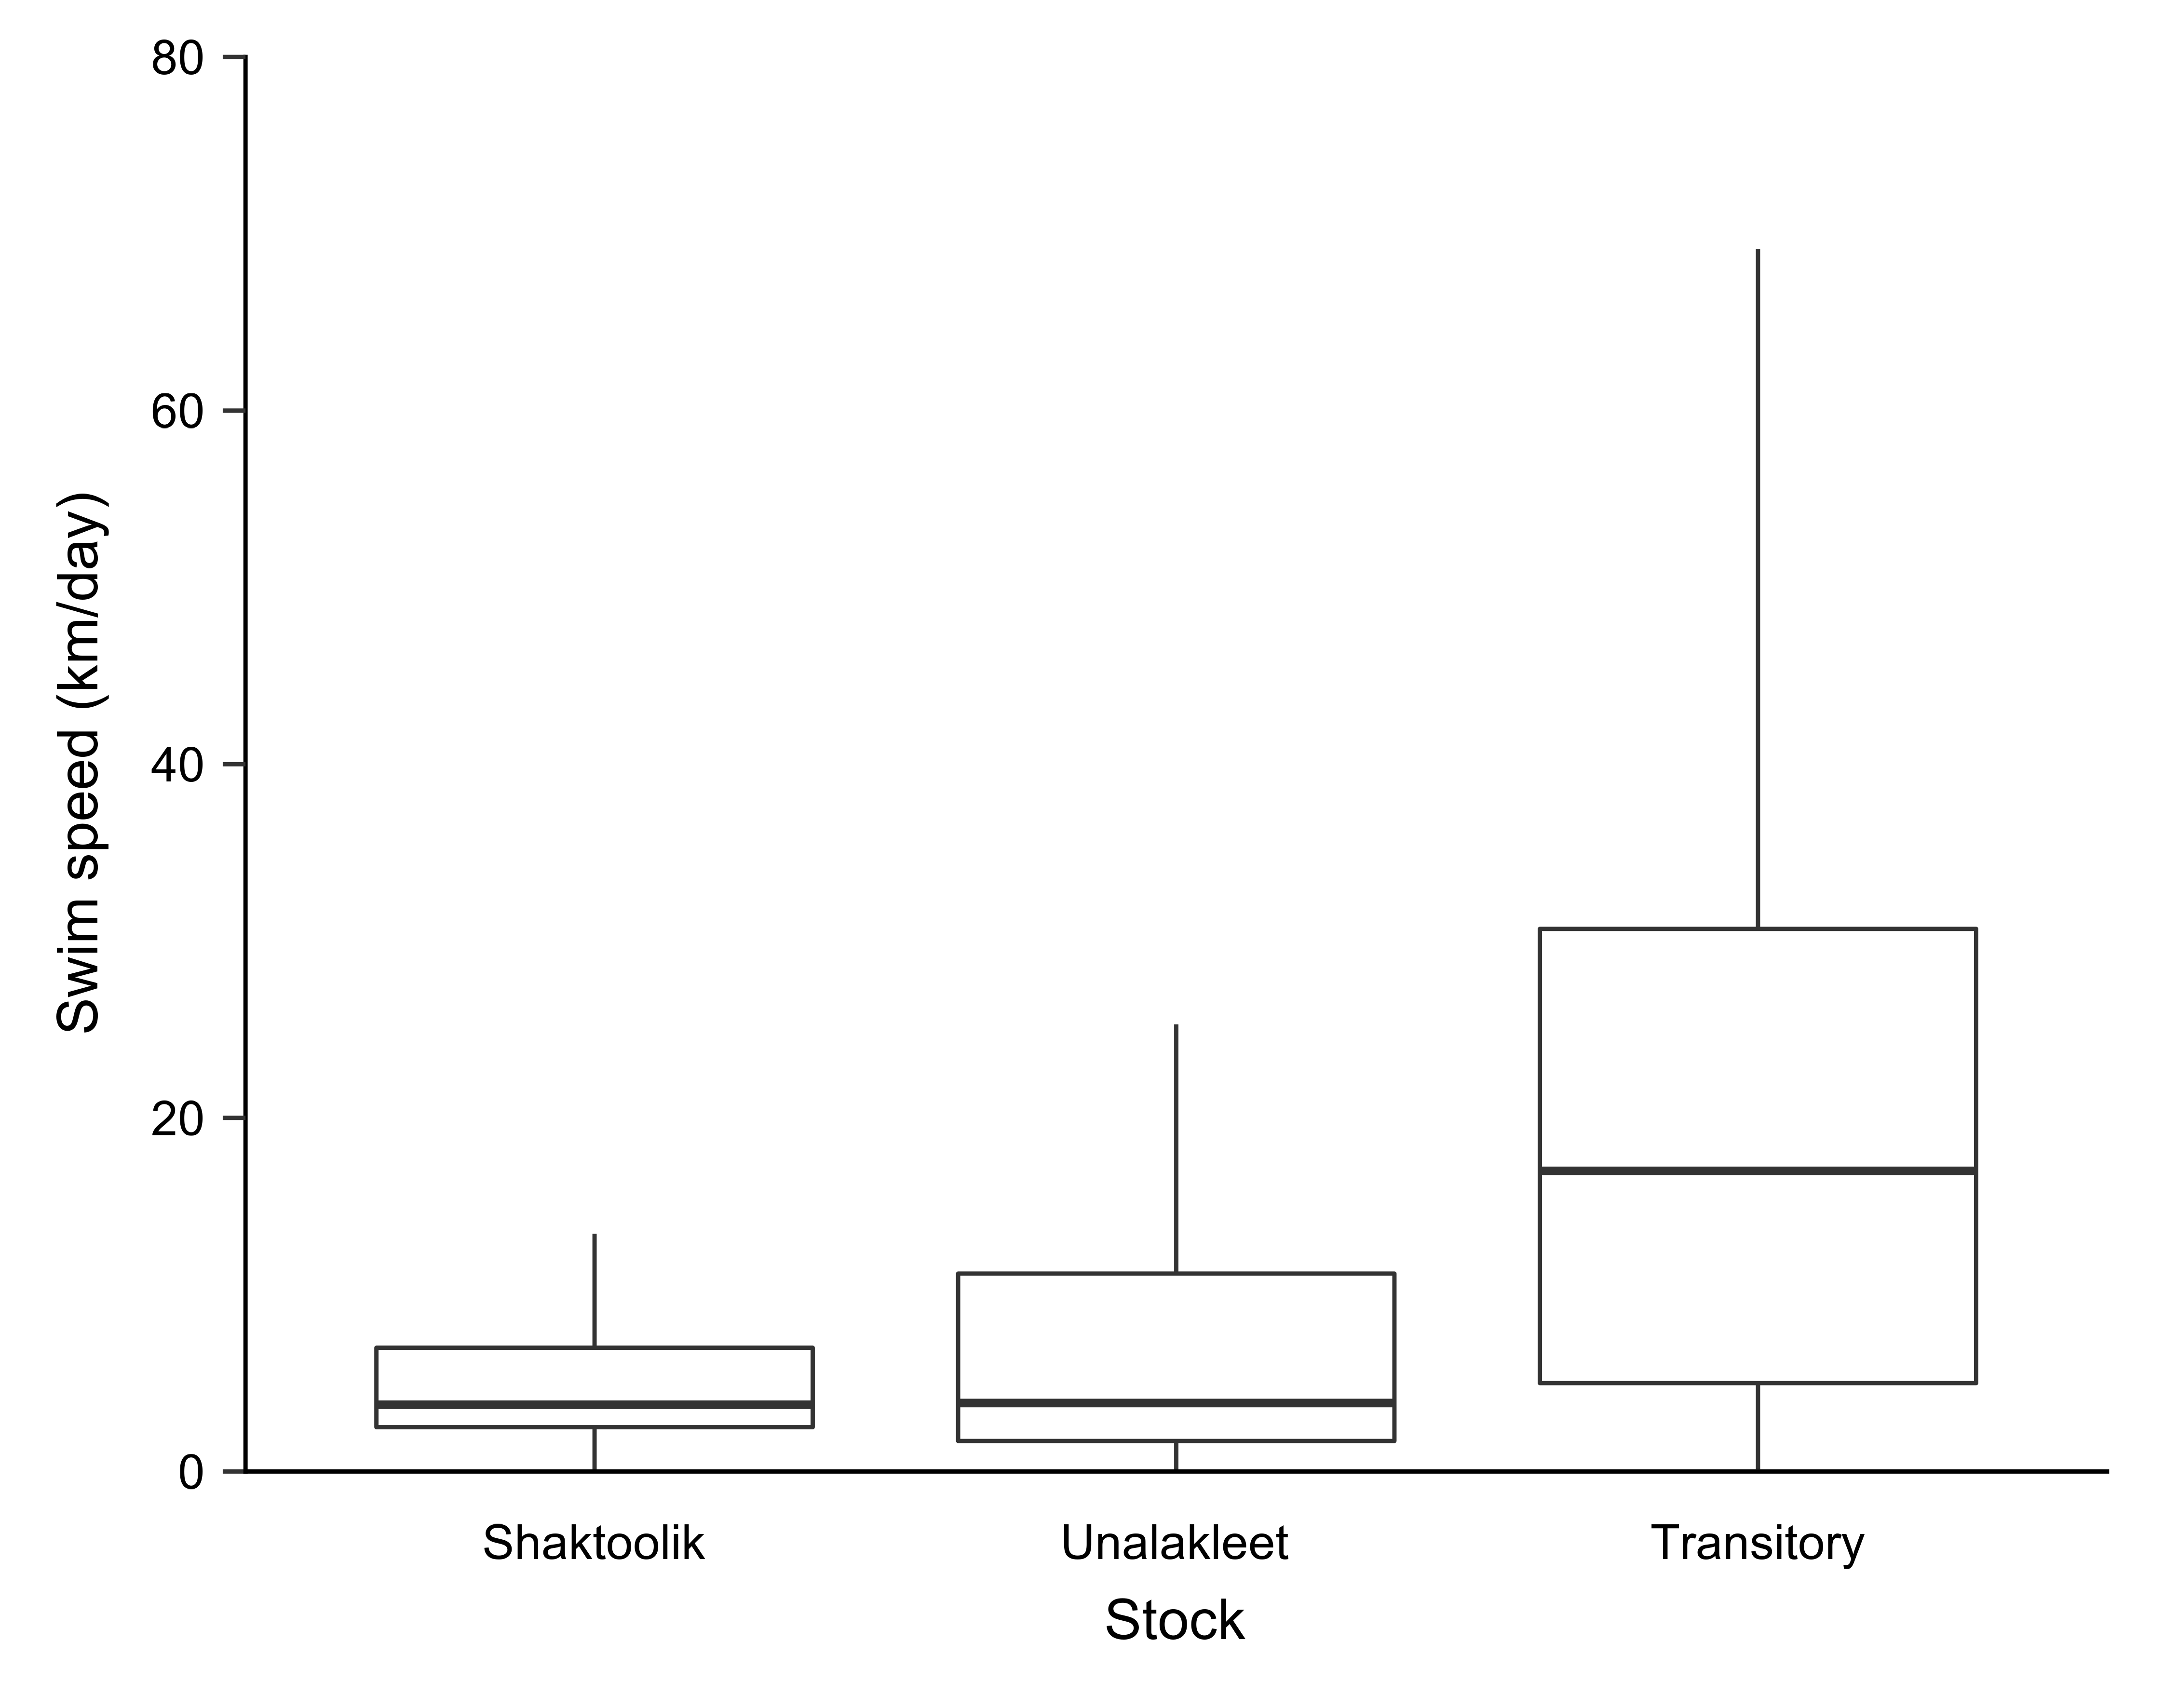 80
60
40
20
0
Swim speed (km/day)
Shaktoolik
Unalakleet
Transitory
Stock